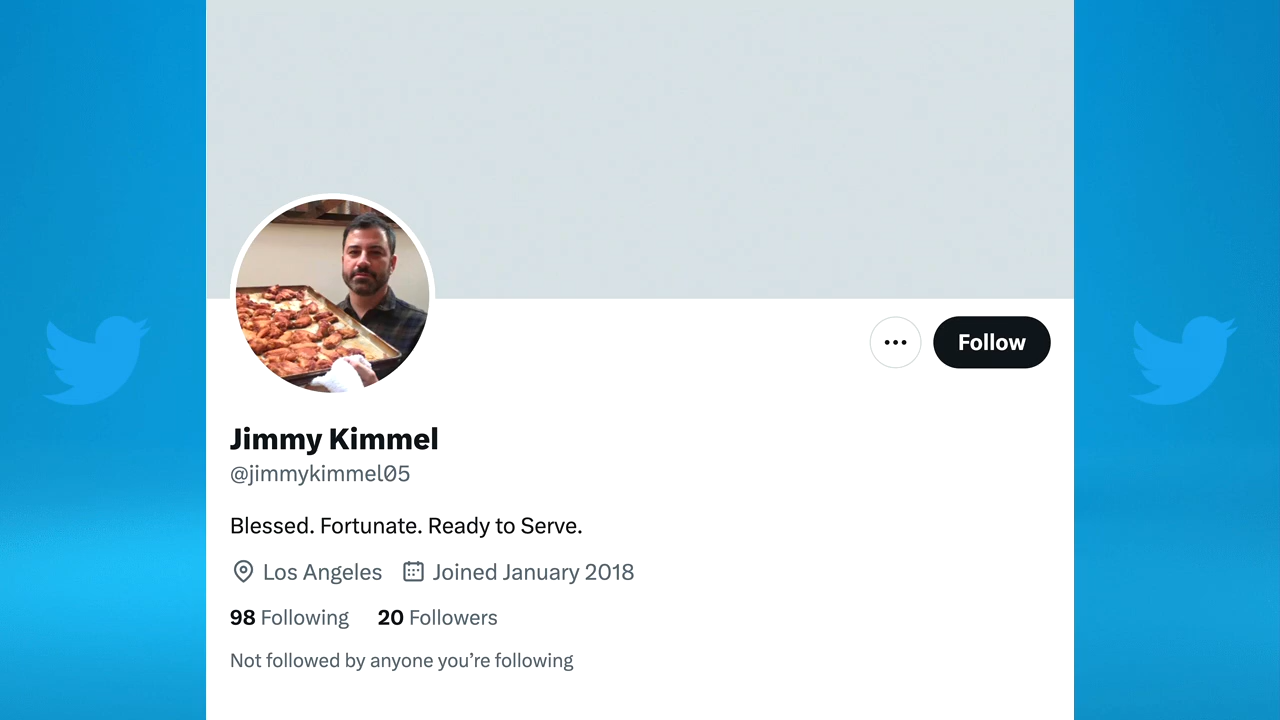 Follow
Jimmy Kimmel
@jimmykimmel05
Blessed. Fortunate. Ready to Serve.
Los Angeles Joined January 2018
98 Following 20 Followers
Not followed by anyone you’re following